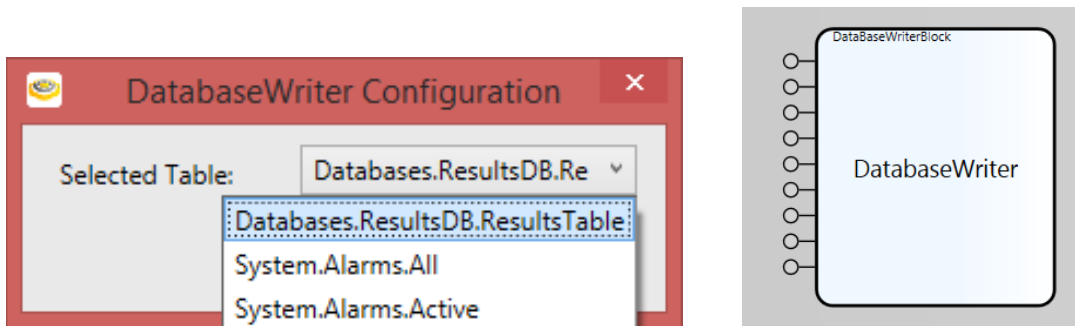 DatabaseWriter Configuration
Selected Table:
Databases.ResultsDB.Re
Databases.ResultsDB.ResultsTable
System.Alarms.All
System.Alarms.Active
DataBaseWriterBlock
DatabaseWriter